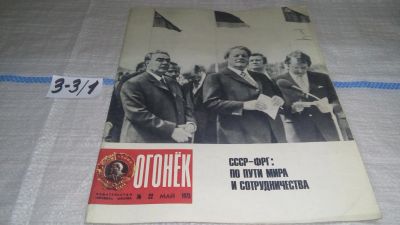 3-3/1
ОГОНЁК
№ 22 МАЙ 1973
СССР–ФРГ:
ПО ПУТИ МИРА
И СОТРУДНИЧЕСТВА